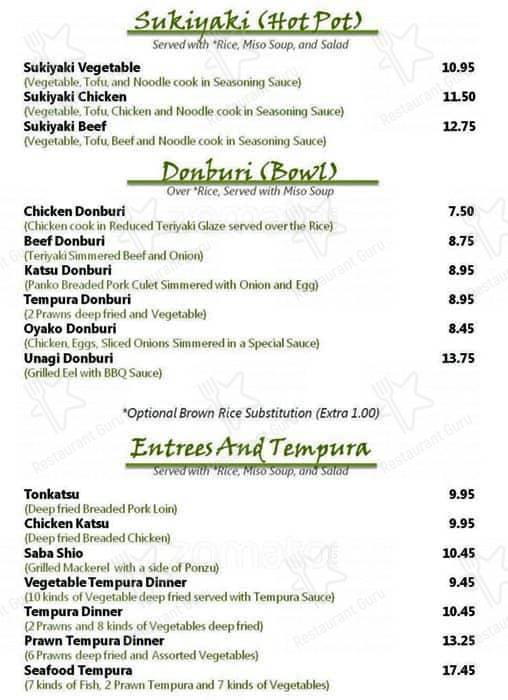 Sukiyaki (Hot Pot)
Served with *Rice, Miso Soup, and Salad
Sukiyaki Vegetable 10.95
(Vegetable, Tofu, and Noodle cook in Seasoning Sauce)
Sukiyaki Chicken 11.50
(Vegetable, Tofu, Chicken and Noodle cook in Seasoning Sauce)
Sukiyaki Beef 12.75
(Vegetable, Tofu, Beef and Noodle cook in Seasoning Sauce)
Donburi (Bowl)
Over *Rice, Served with Miso Soup
Chicken Donburi 7.50
(Chicken cook in Reduced Teriyaki Glaze served over the Rice)
Beef Donburi 8.75
(Teriyaki Simmered Beef and Onion)
Katsu Donburi 8.95
(Panko Breaded Pork Culet Simmered with Onion and Egg)
Tempura Donburi 8.95
(2 Prawns deep fried and Vegetable)
Oyako Donburi 8.45
(Chicken, Eggs, Sliced Onions Simmered in a Special Sauce)
Unagi Donburi 13.75
(Grilled Eel with BBQ Sauce)
*Optional Brown Rice Substitution (Extra 1.00)
Entrees And Tempura
Served with *Rice, Miso Soup, and Salad
Tonkatsu 9.95
(Deep fried Breaded Pork Loin)
Chicken Katsu 9.95
(Deep fried Breaded Chicken)
Saba Shio 10.45
(Grilled Mackerel with a side of Ponzu)
Vegetable Tempura Dinner 9.45
(10 kinds of Vegetable deep fried served with Tempura Sauce)
Tempura Dinner 10.45
(2 Prawns and 8 kinds of Vegetables deep fried)
Prawn Tempura Dinner 13.25
(6 Prawns deep fried and Assorted Vegetables)
Seafood Tempura 17.45
(7 kinds of Fish, 2 Prawn Tempura and 7 kinds of Vegetables)
Restaurant Guru
zomato